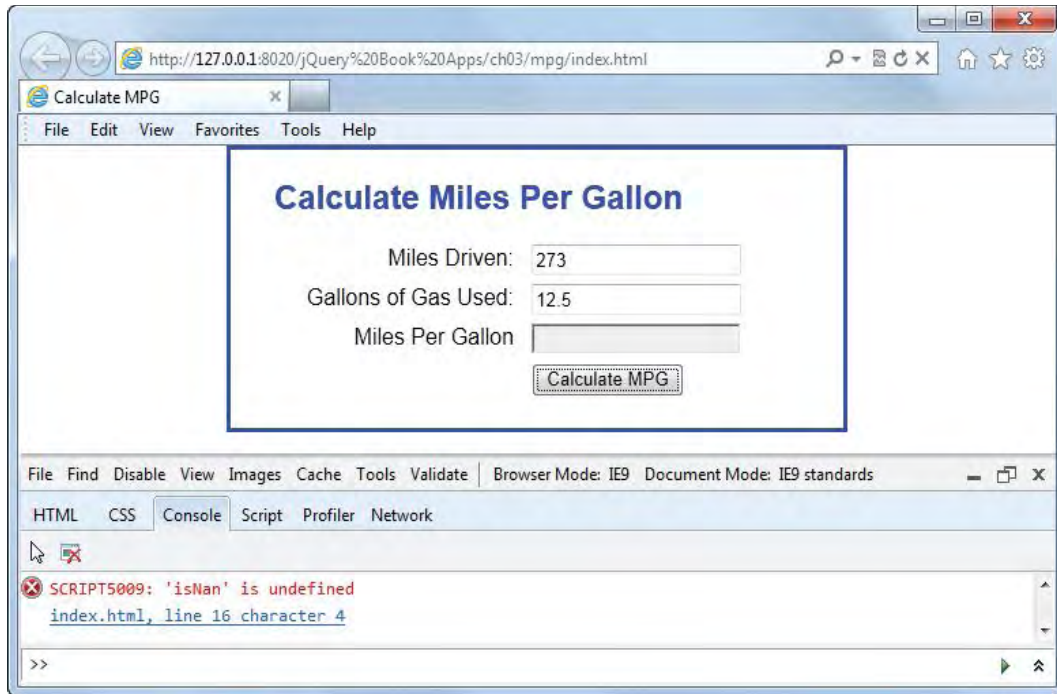 http://127.0.0.1:8020/jQuery%20Book%20Apps/ch03/mpg/index.html
Calculate MPG
File Edit View Favorites Tools Help
Calculate Miles Per Gallon
Miles Driven: 273
Gallons of Gas Used: 12.5
Miles Per Gallon
Calculate MPG
File Find Disable View Images Cache Tools Validate Browser Mode: IE9 Document Mode: IE9 standards
HTML CSS Console Script Profiler Network
SCRIPT5009: 'isNan' is undefined
index.html, line 16 character 4
>>